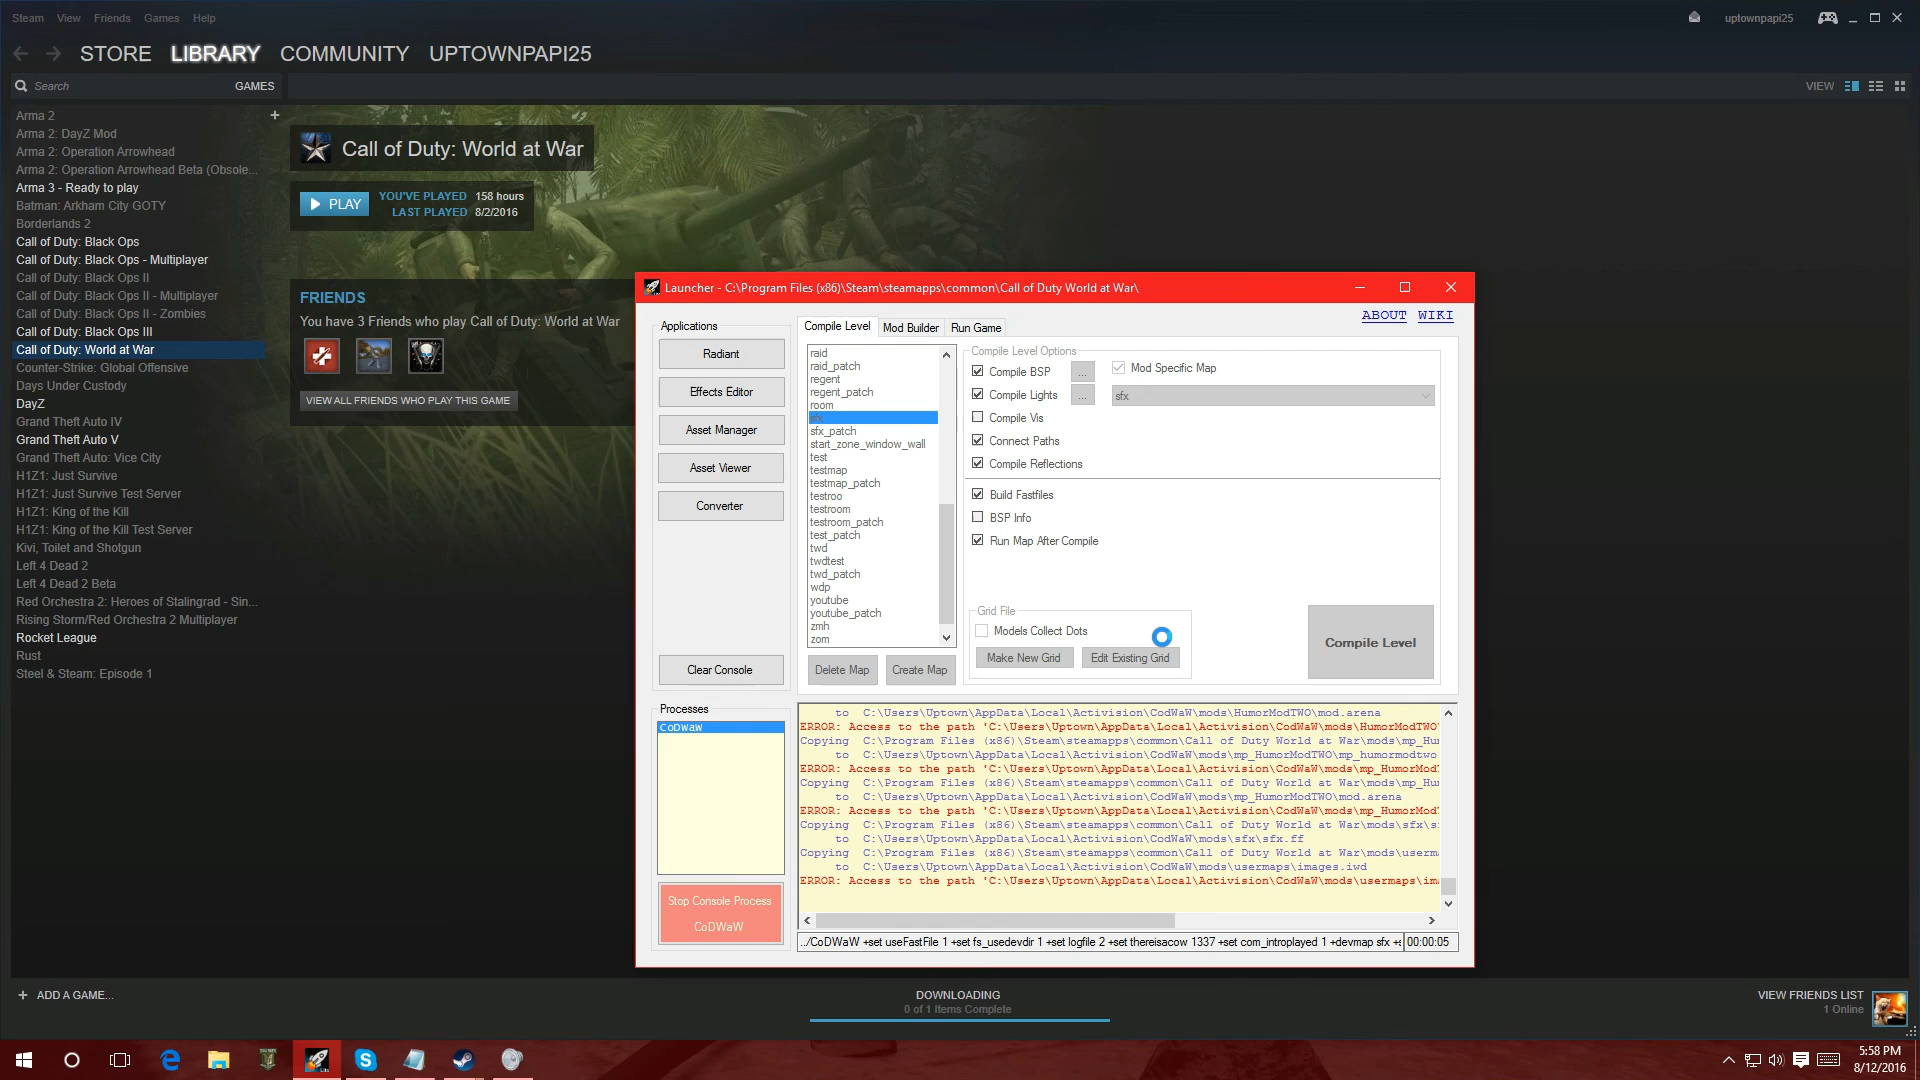 Steam View Friends Games Help
uptownpapi25
STORE LIBRARY COMMUNITY UPTOWNPAPI25
Search GAMES
VIEW
Arma 2
Arma 2: DayZ Mod
Arma 2: Operation Arrowhead
Arma 2: Operation Arrowhead Beta (Obsole...
Arma 3 - Ready to play
Batman: Arkham City GOTY
Borderlands 2
Call of Duty: Black Ops
Call of Duty: Black Ops - Multiplayer
Call of Duty: Black Ops II
Call of Duty: Black Ops II - Multiplayer
Call of Duty: Black Ops II - Zombies
Call of Duty: Black Ops III
Call of Duty: World at War
Counter-Strike: Global Offensive
Days Under Custody
DayZ
Grand Theft Auto IV
Grand Theft Auto V
Grand Theft Auto: Vice City
H1Z1: Just Survive
H1Z1: Just Survive Test Server
H1Z1: King of the Kill
H1Z1: King of the Kill Test Server
Kivi, Toilet and Shotgun
Left 4 Dead 2
Left 4 Dead 2 Beta
Red Orchestra 2: Heroes of Stalingrad - Sin...
Rising Storm/Red Orchestra 2 Multiplayer
Rocket League
Rust
Steel & Steam: Episode 1
Call of Duty: World at War
PLAY
YOU'VE PLAYED 158 hours
LAST PLAYED 8/2/2016
FRIENDS
You have 3 Friends who play Call of Duty: World at War
VIEW ALL FRIENDS WHO PLAY THIS GAME
Launcher - C:\Program Files (x86)\Steam\steamapps\common\Call of Duty World at War\
Applications
Radiant
Effects Editor
Asset Manager
Asset Viewer
Converter
Clear Console
Compile Level Mod Builder Run Game
ABOUT WIKI
raid
raid_patch
regent
regent_patch
room
sfx
sfx_patch
start_zone_window_wall
test
testmap
testmap_patch
testroo
testroom
testroom_patch
test_patch
twd
twdtest
twd_patch
wdp
youtube
youtube_patch
zmh
zom
Delete Map Create Map
Compile Level Options
Compile BSP ...
Compile Lights ...
Compile Vis
Connect Paths
Compile Reflections
Mod Specific Map
sfx
Build Fastfiles
BSP Info
Run Map After Compile
Grid File
Models Collect Dots
Make New Grid Edit Existing Grid
Compile Level
Processes
CoDWaW
Stop Console Process
CoDWaW
to C:\Users\Uptown\AppData\Local\Activision\CodWaW\mods\HumorModTWO\mod.arena
ERROR: Access to the path 'C:\Users\Uptown\AppData\Local\Activision\CodWaW\mods\HumorModTWO'
Copying C:\Program Files (x86)\Steam\steamapps\common\Call of Duty World at War\mods\mp_Hu
to C:\Users\Uptown\AppData\Local\Activision\CodWaW\mods\mp_HumorModTWO\mp_humormodtwo
ERROR: Access to the path 'C:\Users\Uptown\AppData\Local\Activision\CodWaW\mods\mp_HumorModT
Copying C:\Program Files (x86)\Steam\steamapps\common\Call of Duty World at War\mods\mp_Hu
to C:\Users\Uptown\AppData\Local\Activision\CodWaW\mods\mp_HumorModTWO\mod.arena
ERROR: Access to the path 'C:\Users\Uptown\AppData\Local\Activision\CodWaW\mods\mp_HumorModT
Copying C:\Program Files (x86)\Steam\steamapps\common\Call of Duty World at War\mods\sfx\s
to C:\Users\Uptown\AppData\Local\Activision\CodWaW\mods\sfx\sfx.ff
Copying C:\Program Files (x86)\Steam\steamapps\common\Call of Duty World at War\mods\userm
to C:\Users\Uptown\AppData\Local\Activision\CodWaW\mods\usermaps\images.iwd
ERROR: Access to the path 'C:\Users\Uptown\AppData\Local\Activision\CodWaW\mods\usermaps\im
../CoDWaW +set useFastFile 1 +set fs_usedevdir 1 +set logfile 2 +set thereisacow 1337 +set com_introplayed 1 +devmap sfx +s 00:00:05
ADD A GAME...
DOWNLOADING
0 of 1 Items Complete
VIEW FRIENDS LIST
1 Online
5:58 PM
8/12/2016